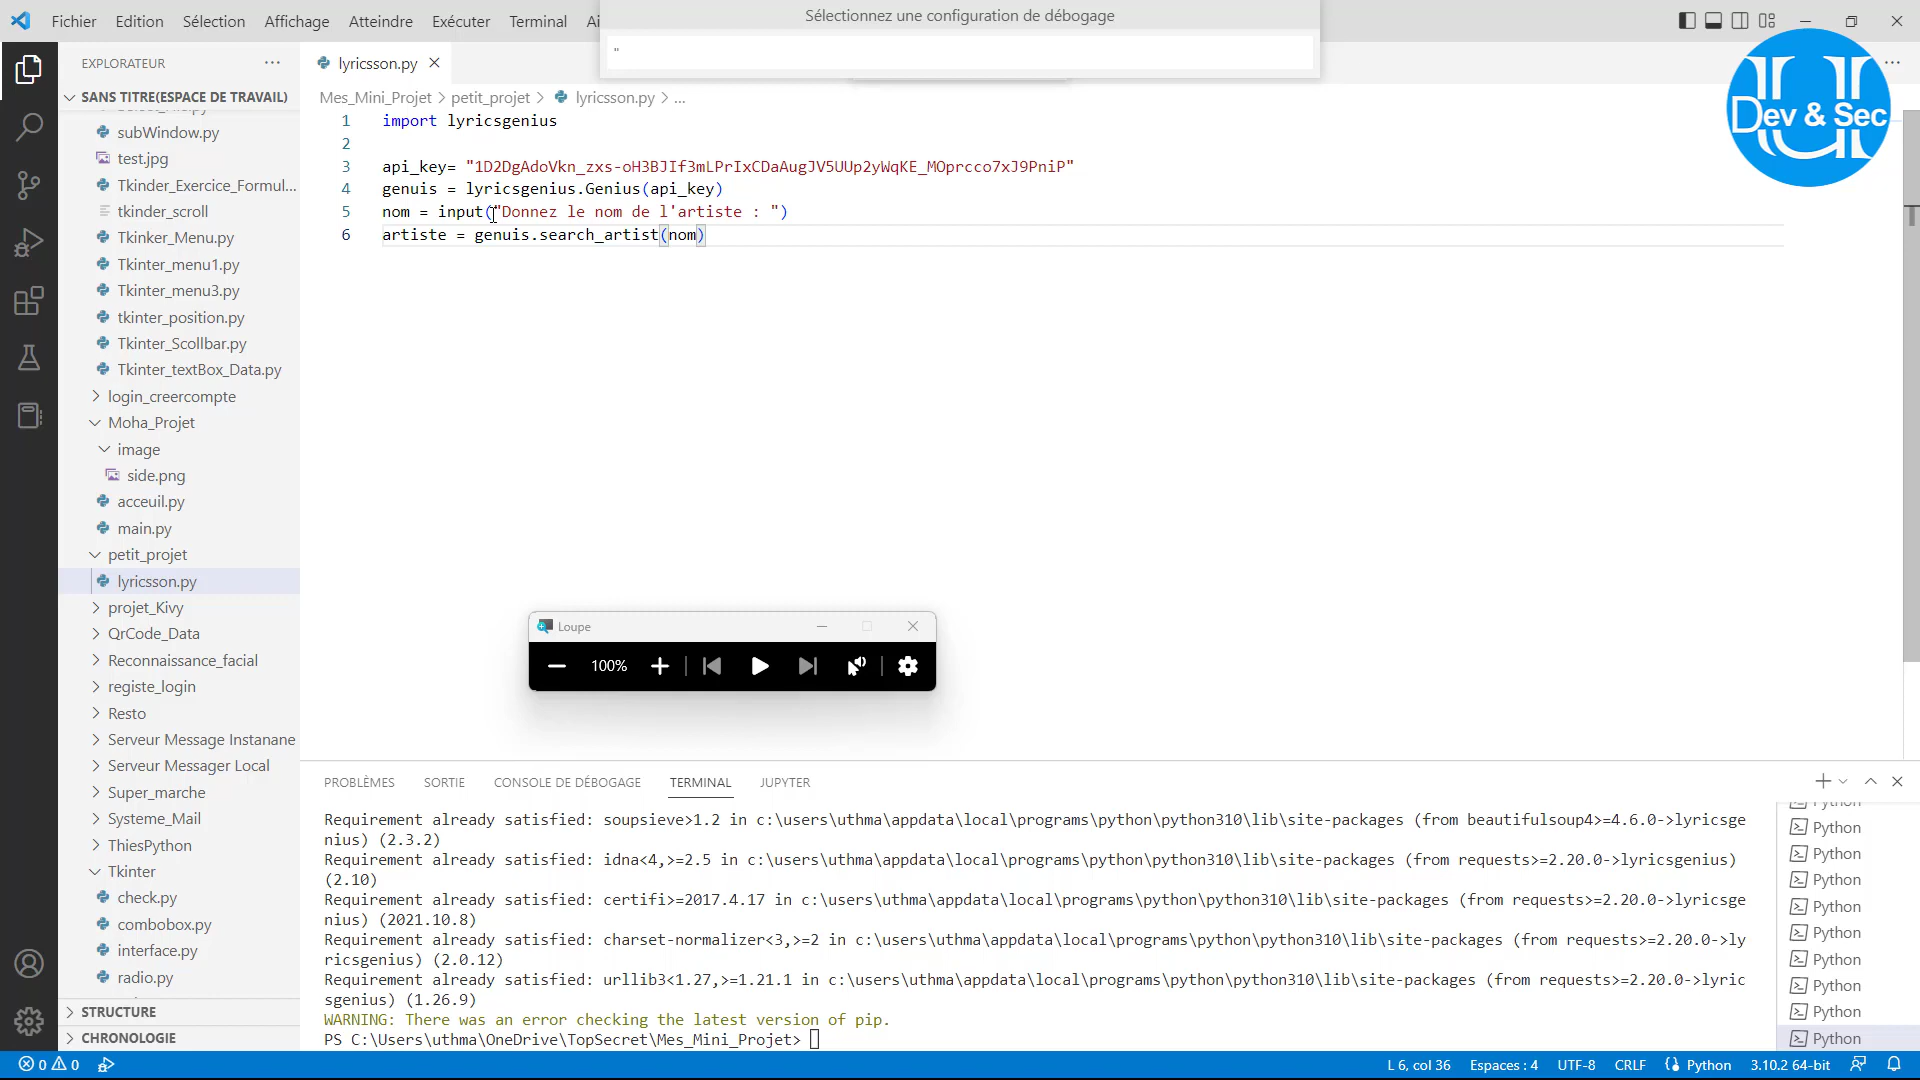 Fichier Edition Sélection Affichage Atteindre Exécuter Terminal
Sélectionnez une configuration de débogage
"
EXPLORATEUR
SANS TITRE(ESPACE DE TRAVAIL)
subWindow.py
test.jpg
Tkinder_Exercice_Formul...
tkinder_scroll
Tkinker_Menu.py
Tkinter_menu1.py
Tkinter_menu3.py
tkinter_position.py
Tkinter_Scollbar.py
Tkinter_textBox_Data.py
login_creercompte
Moha_Projet
image
side.png
acceuil.py
main.py
petit_projet
lyricsson.py
projet_Kivy
QrCode_Data
Reconnaissance_facial
registe_login
Resto
Serveur Message Instanane
Serveur Messager Local
Super_marche
Systeme_Mail
ThiesPython
Tkinter
check.py
combobox.py
interface.py
radio.py
STRUCTURE
CHRONOLOGIE
lyricsson.py
Mes_Mini_Projet > petit_projet > lyricsson.py > ...
1 import lyricsgenius
2
3 api_key= "1D2DgAdoVkn_zxs-oH3BJIf3mLPrIxCDaAugJV5UUp2yWqKE_MOprcco7xJ9PniP"
4 genuis = lyricsgenius.Genius(api_key)
5 nom = input("Donnez le nom de l'artiste : ")
6 artiste = genuis.search_artist(nom)
Dev & Sec
Loupe
100%
PROBLÈMES SORTIE CONSOLE DE DÉBOGAGE TERMINAL JUPYTER
Requirement already satisfied: soupsieve>1.2 in c:\users\uthma\appdata\local\programs\python\python310\lib\site-packages (from beautifulsoup4>=4.6.0->lyricsge
nius) (2.3.2)
Requirement already satisfied: idna<4,>=2.5 in c:\users\uthma\appdata\local\programs\python\python310\lib\site-packages (from requests>=2.20.0->lyricsgenius)
(2.10)
Requirement already satisfied: certifi>=2017.4.17 in c:\users\uthma\appdata\local\programs\python\python310\lib\site-packages (from requests>=2.20.0->lyricsge
nius) (2021.10.8)
Requirement already satisfied: charset-normalizer<3,>=2 in c:\users\uthma\appdata\local\programs\python\python310\lib\site-packages (from requests>=2.20.0->ly
ricsgenius) (2.0.12)
Requirement already satisfied: urllib3<1.27,>=1.21.1 in c:\users\uthma\appdata\local\programs\python\python310\lib\site-packages (from requests>=2.20.0->lyric
sgenius) (1.26.9)
WARNING: There was an error checking the latest version of pip.
PS C:\Users\uthma\OneDrive\TopSecret\Mes_Mini_Projet>
Python
Python
Python
Python
Python
Python
Python
Python
Python
0 0
L 6, col 36 Espaces : 4 UTF-8 CRLF Python 3.10.2 64-bit